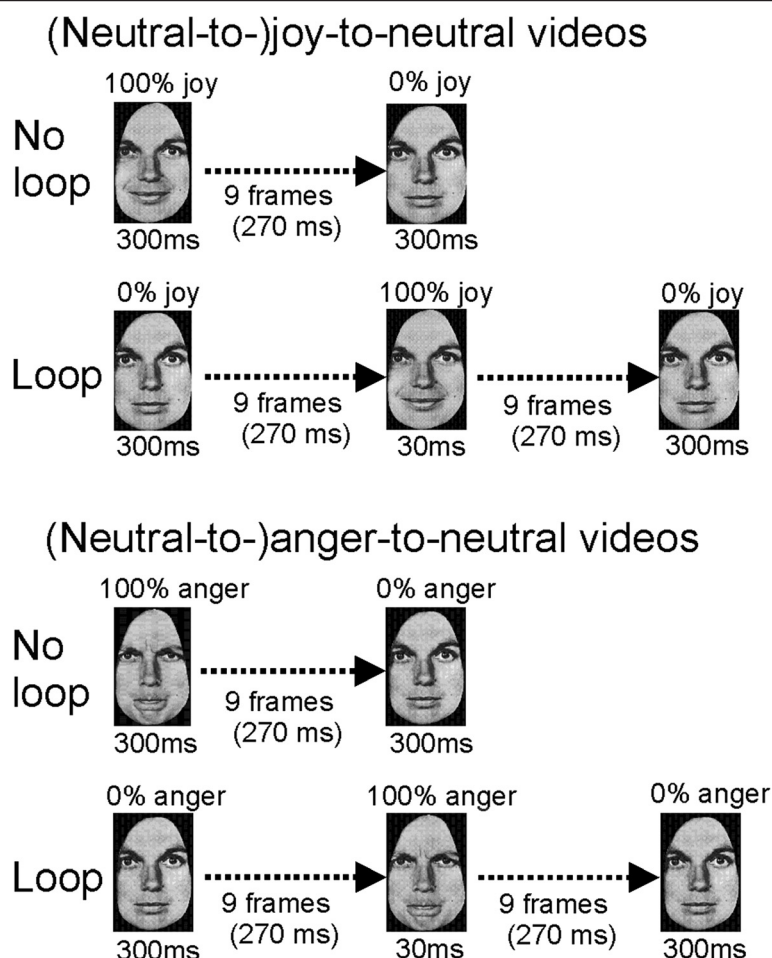 (Neutral-to-)joy-to-neutral videos
100% joy
0% joy
No
loop
9 frames
(270 ms)
300ms
300ms
0% joy
100% joy
0% joy
Loop
9 frames
(270 ms)
9 frames
(270 ms)
300ms
30ms
300ms
(Neutral-to-)anger-to-neutral videos
100% anger
0% anger
No
loop
9 frames
(270 ms)
300ms
300ms
0% anger
100% anger
0% anger
Loop
9 frames
(270 ms)
9 frames
(270 ms)
300ms
30ms
300ms